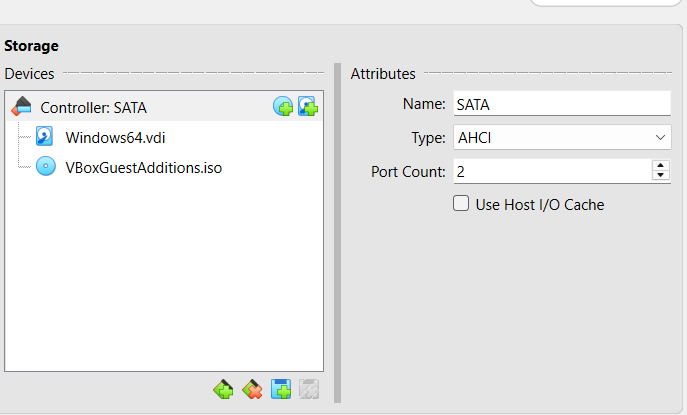 Storage
Devices
Controller: SATA
Windows64.vdi
VBoxGuestAdditions.iso
Attributes
Name: SATA
Type: AHCI
Port Count: 2
Use Host I/O Cache